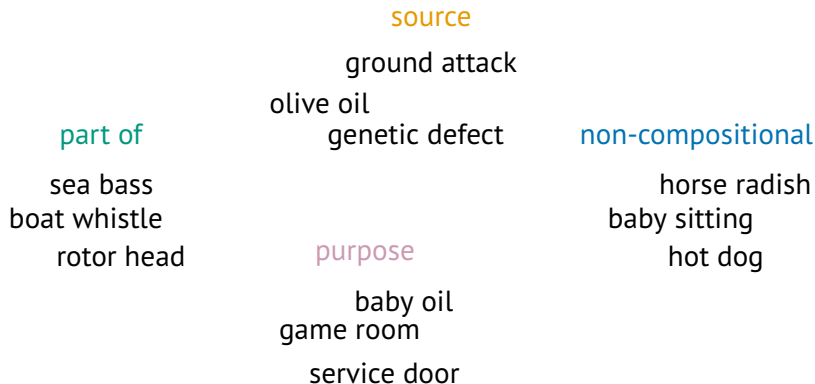 source
ground attack
olive oil
genetic defect
part of
sea bass
boat whistle
rotor head
non-compositional
horse radish
baby sitting
hot dog
purpose
baby oil
game room
service door